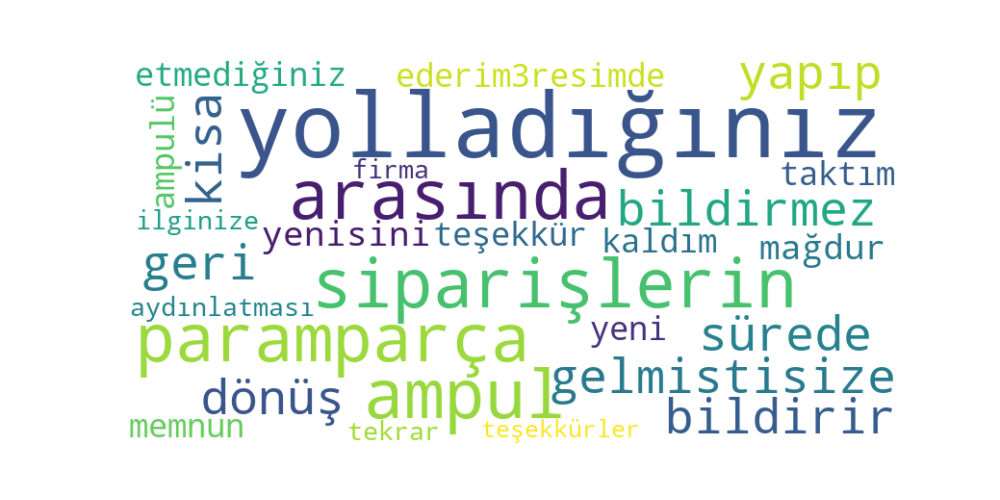 etmediğiniz ederim3resimde yapıp
ampulü kısa yolladığınız
firma taktım
arasında bildirmez
ilginize yenisini teşekkür kaldım mağdur
geri siparişlerin
aydınlatması
paramparça yeni sürede
dönüş ampul gelmistisize
bildirir
memnun tekrar teşekkürler